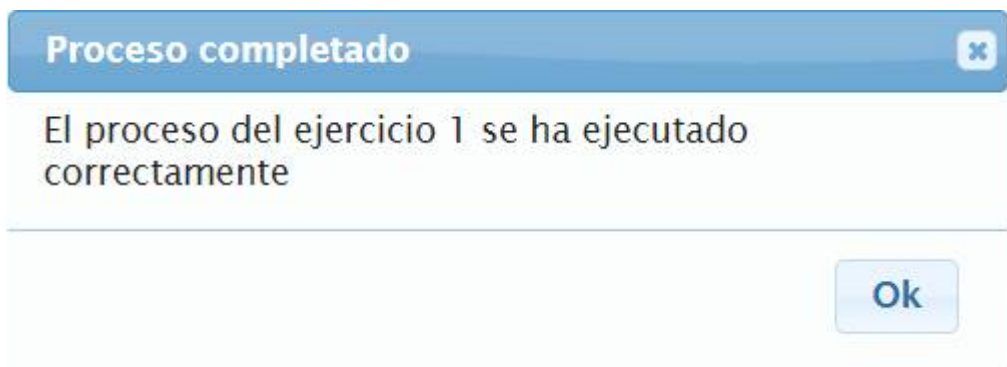 Proceso completado
El proceso del ejercicio 1 se ha ejecutado
correctamente
Ok